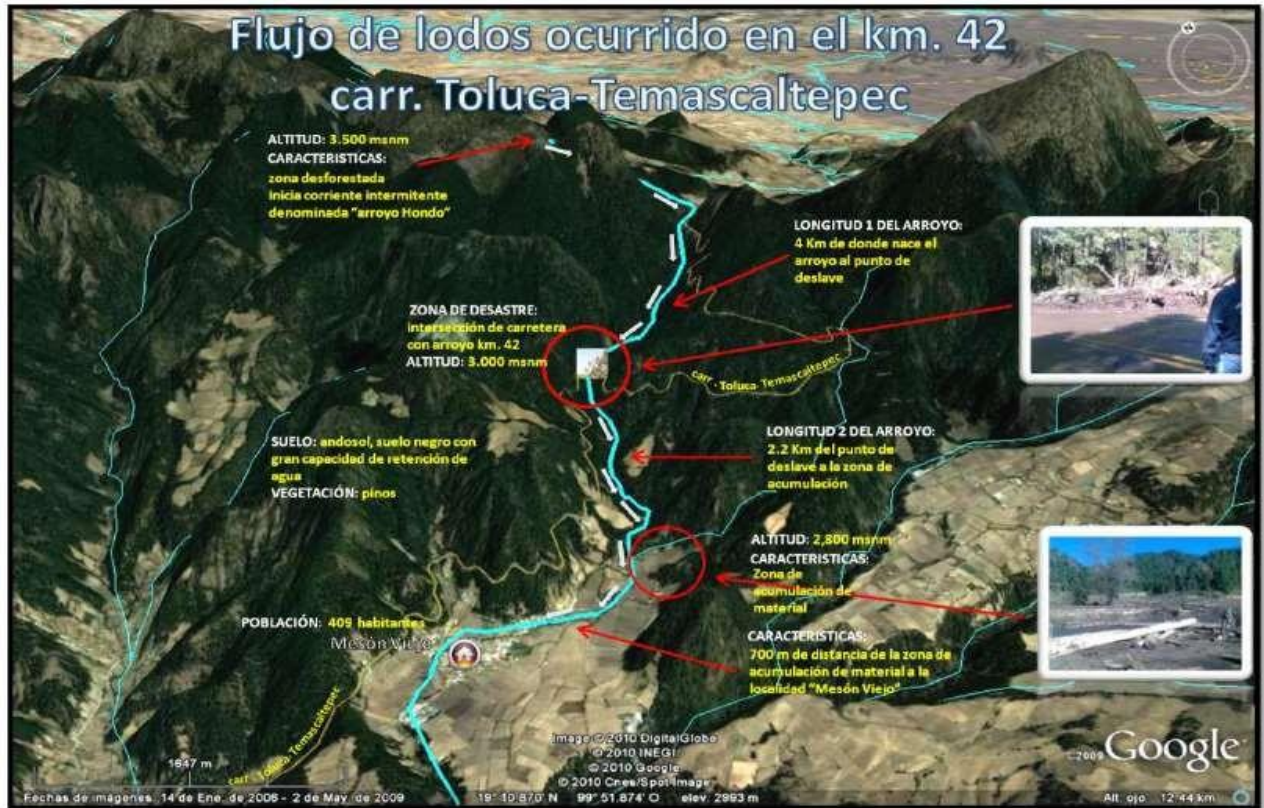 Flujo de lodos ocurrido en el km. 42
carr. Toluca-Temascaltepec
ALTITUD: 3.500 msnm
CARACTERISTICAS:
zona desforestada
Inicia corriente intermitente
denominada “arroyo Hondo”
LONGITUD 1 DEL ARROYO:
4 Km de donde nace el
arroyo al punto de
deslave
ZONA DE DESASTRE:
intersección de carretera
con arroyo km. 42
ALTITUD: 3.000 msnm
carr - Toluca- Temascaltepec
SUELO: andosol, suelo negro con
gran capacidad de retención de
agua
VEGETACIÓN: pinos
LONGITUD 2 DEL ARROYO:
2.2 Km del punto de
deslave a la zona de
acumulación
ALTITUD: 2,800 msnm
CARACTERISTICAS:
Zona de
acumulación de
material
POBLACIÓN: 409 habitantes
Mesón Viejo
CARACTERISTICAS:
700 m de distancia de la zona de
acumulación de material a la
localidad “Mesón Viejo”
carr - Toluca-Temascaltepec
1647 m
Image © 2010 DigitalGlobe
© 2010 INEGI
© 2010 Google
© 2010 Cnes/Spot Image
©2009 Google
Fechas de imágenes: 14 de Ene. de 2006 - 2 de May. de 2009
19° 10.870' N 99° 51.874' O elev. 2993 m
Alt. ojo 12.44 km